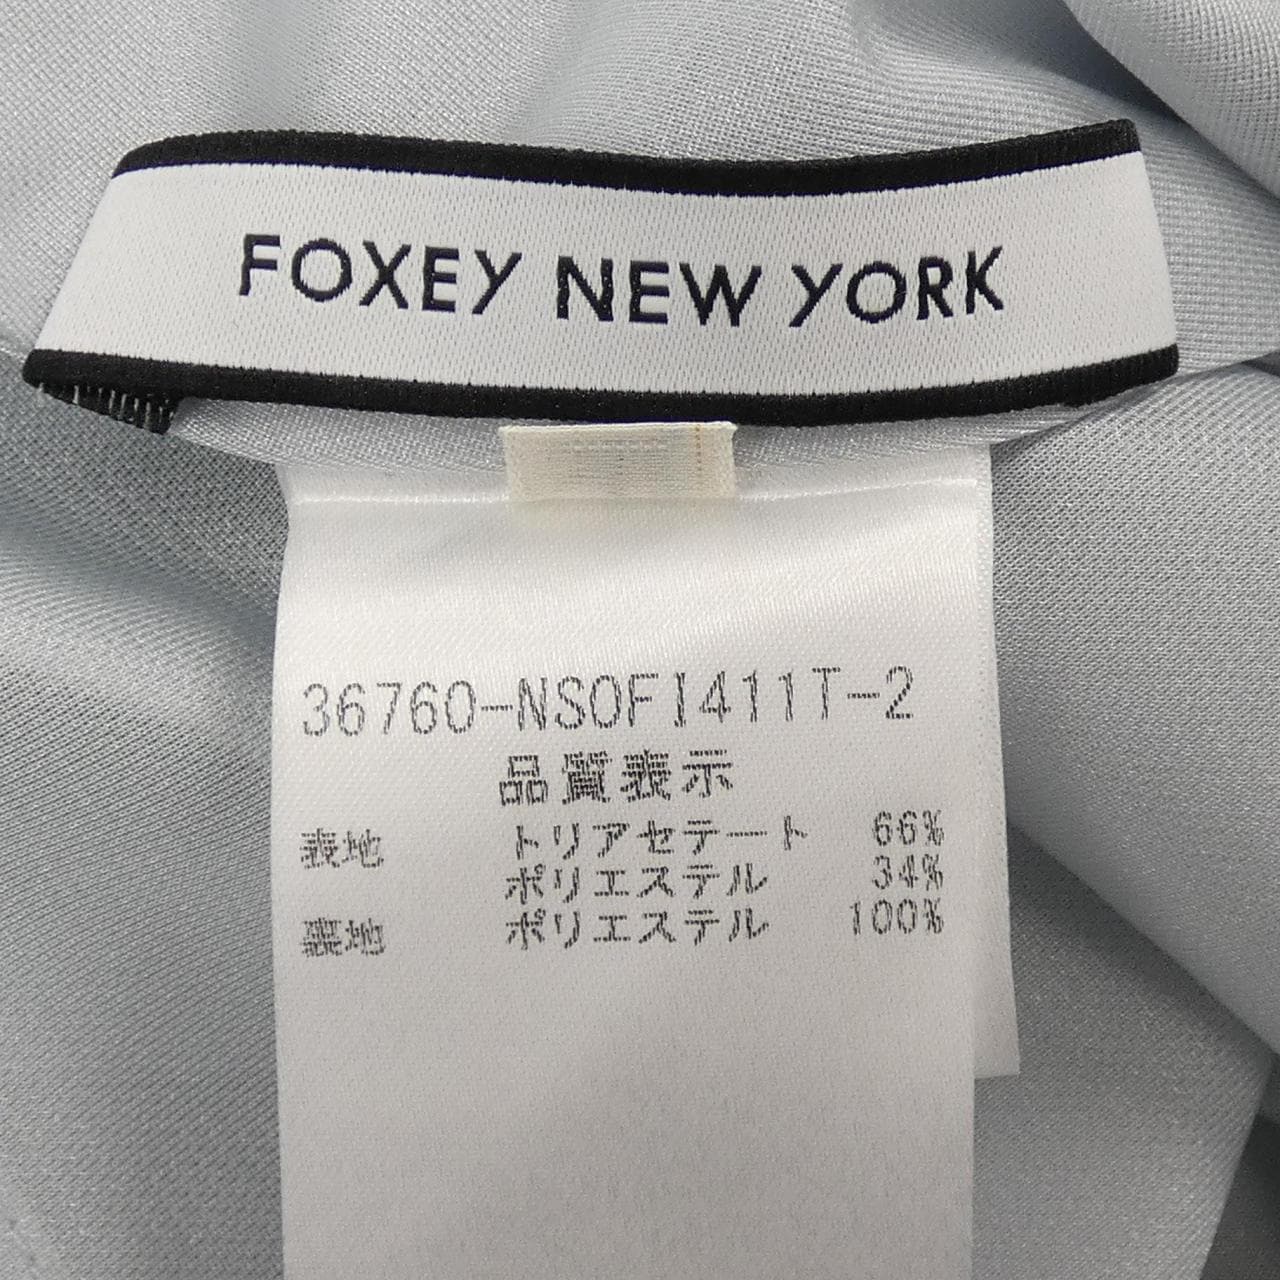 FOXEY NEW YORK
36760-NSOFI411T-2
品質表示
表地 トリアセテート 66%
ポリエステル 34%
裏地 ポリエステル 100%